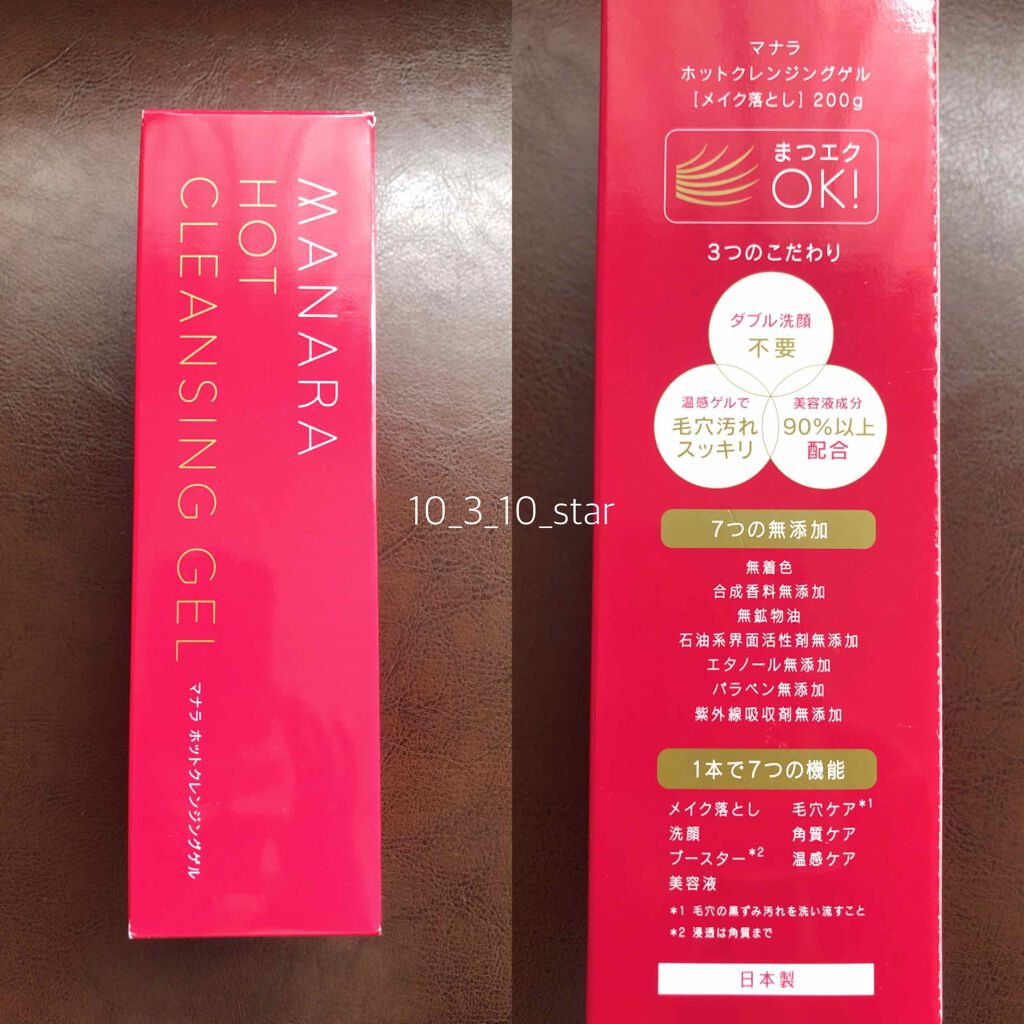 MANARA
HOT
CLEANSING GEL
マナラ ホットクレンジングゲル
10_3_10_star
マナラ
ホットクレンジングゲル
[メイク落とし] 200g
まつエク
OK!
3つのこだわり
ダブル洗顔
不要
温感ゲルで
毛穴汚れ
スッキリ
美容液成分
90%以上
配合
7つの無添加
無着色
合成香料無添加
無鉱物油
石油系界面活性剤無添加
エタノール無添加
パラベン無添加
紫外線吸収剤無添加
1本で7つの機能
メイク落とし 毛穴ケア*1
洗顔 角質ケア
ブースター*2 温感ケア
美容液
*1 毛穴の黒ずみ汚れを洗い流すこと
*2 浸透は角質まで
日本製